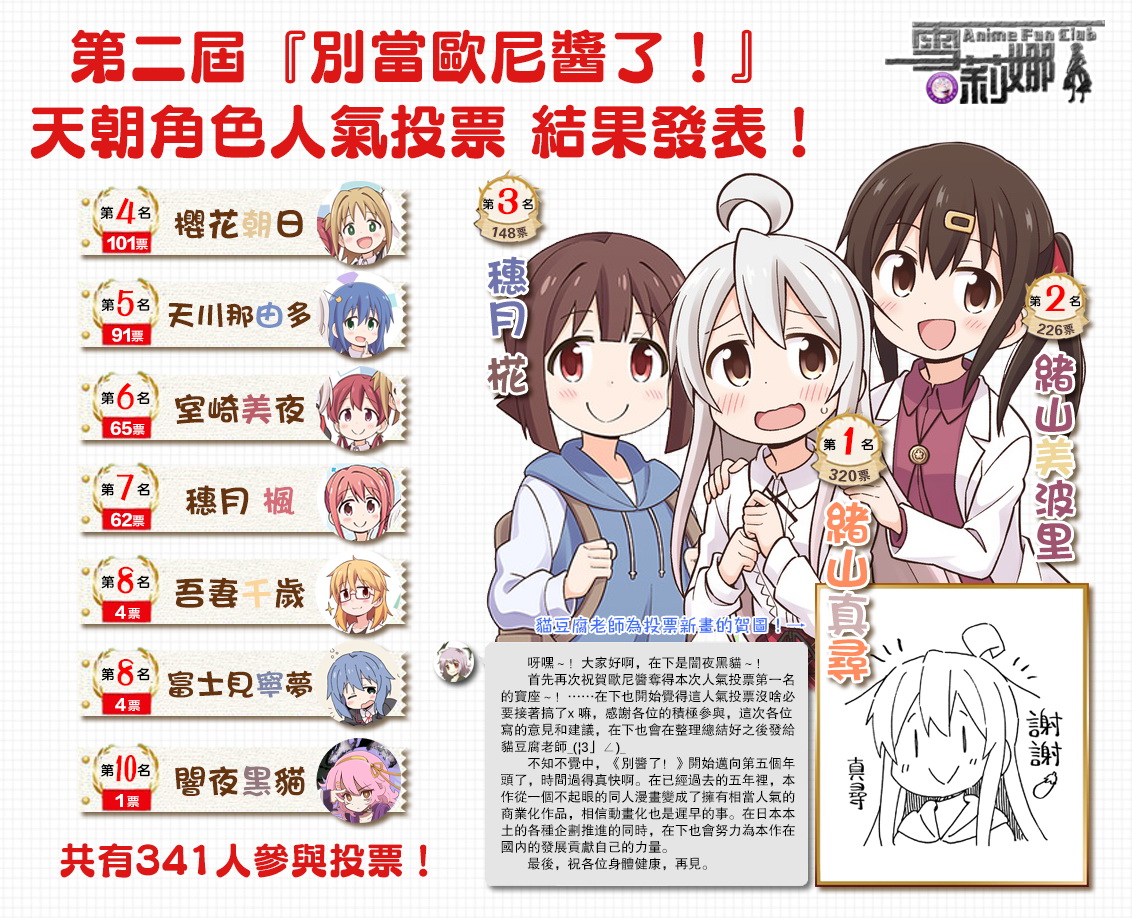 第二屆『別當歐尼醬了！』
天朝角色人氣投票 結果發表！
雪莉娜
Anime Fun Club
第1名
320票
緒山真尋
第2名
226票
緒山美波里
第3名
148票
穗月 椛
第4名
101票
櫻花朝日
第5名
91票
天川那由多
第6名
65票
室崎美夜
第7名
62票
穗月 楓
第8名
4票
吾妻千歲
第8名
4票
富士見寧夢
第10名
1票
闇夜黑貓
共有341人參與投票！
貓豆腐老師為投票新畫的賀圖！→
呀嘿～！大家好啊，在下是闇夜黑貓～！
首先再次祝賀歐尼醬奪得本次人氣投票第一名
的寶座～！⋯⋯在下也開始覺得這人氣投票沒啥必
要接著搞了x 嘛，感謝各位的積極參與，這次各位
寫的意見和建議，在下也會在整理總結好之後發給
貓豆腐老師_(:3」∠)_
不知不覺中，《別醬了！》開始邁向第五個年
頭了，時間過得真快啊。在已經過去的五年裡，本
作從一個不起眼的同人漫畫變成了擁有相當人氣的
商業化作品，相信動畫化也是遲早的事。在日本本
土的各種企劃推進的同時，在下也會努力為本作在
國內的發展貢獻自己的力量。
最後，祝各位身體健康，再見。
謝謝
真尋